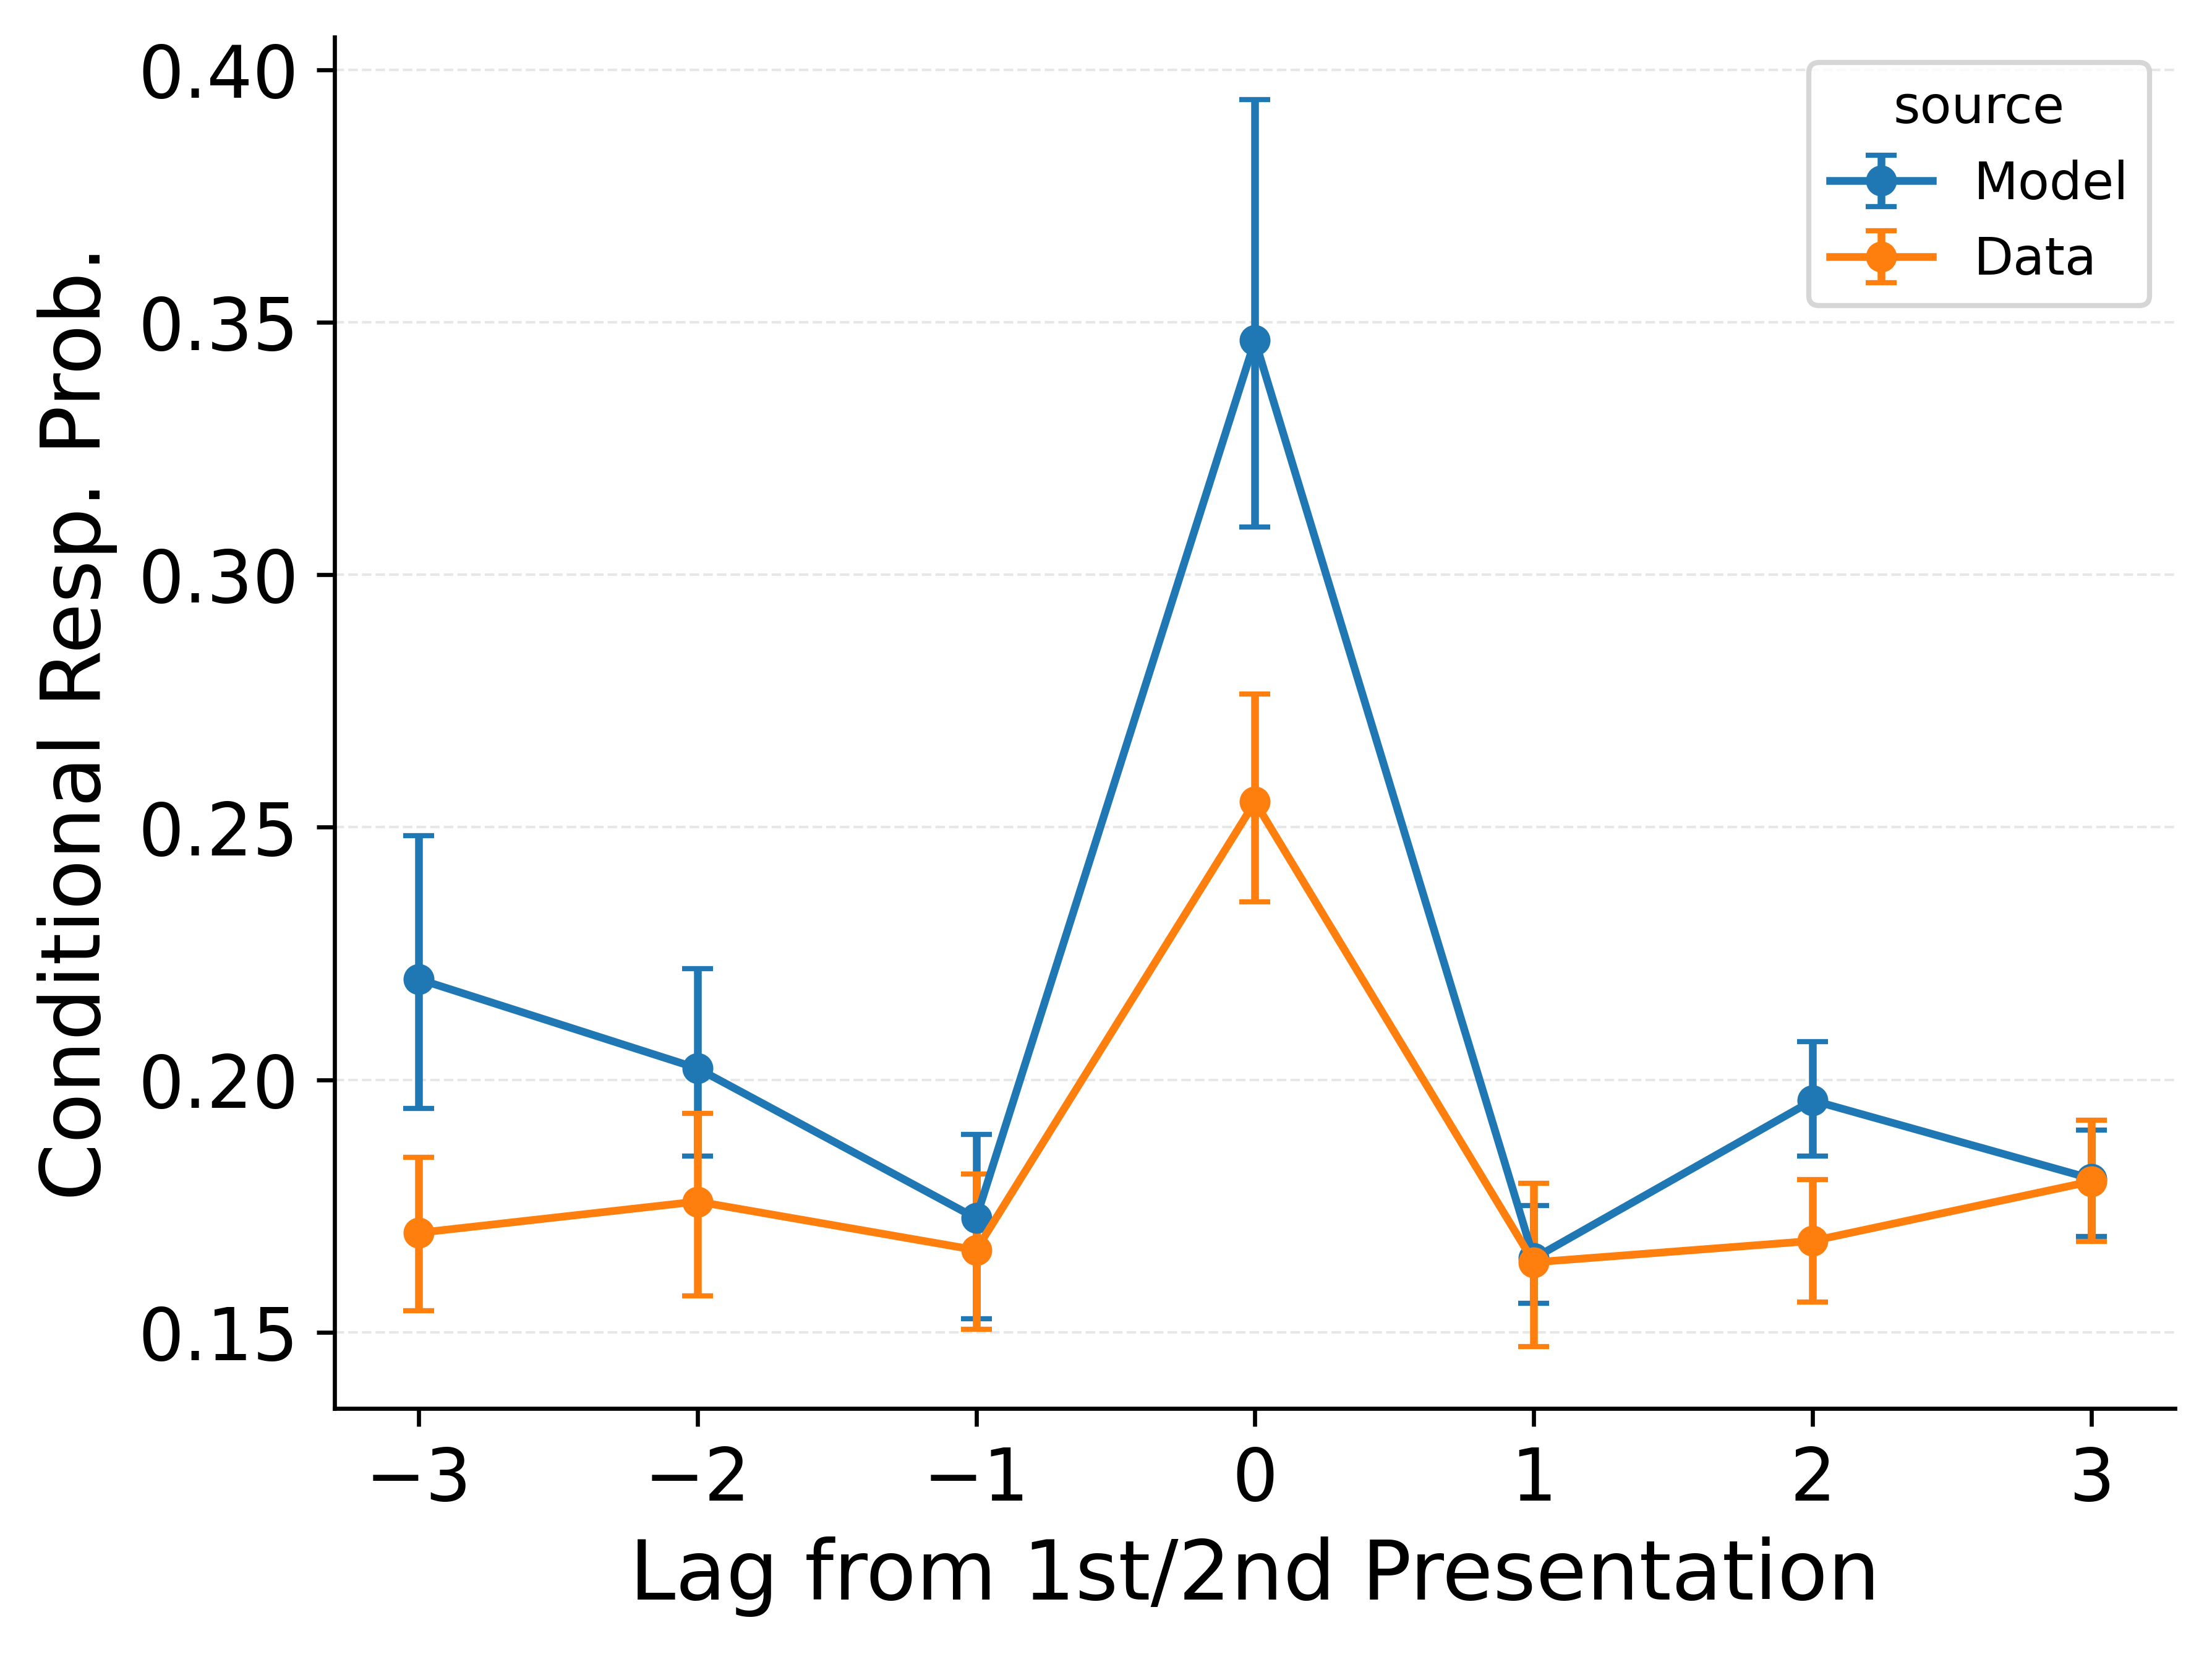 0.40
0.35
0.30
0.25
0.20
0.15
Conditional Resp. Prob.
source
Model
Data
−3 −2 −1 0 1 2 3
Lag from 1st/2nd Presentation